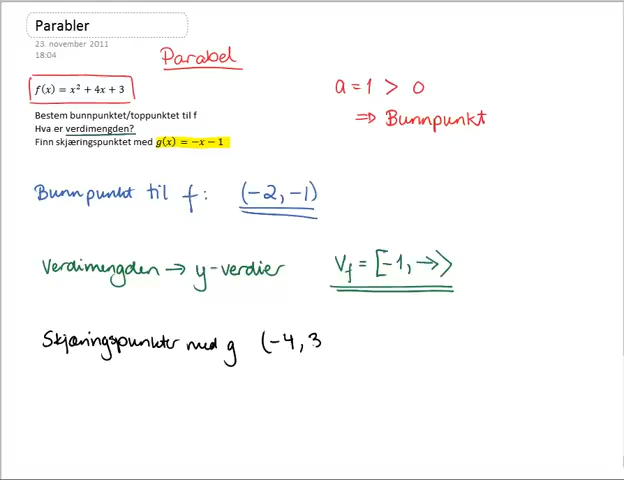 Parabler
23. november 2011
18:04
Parabel
f(x) = x² + 4x + 3
a = 1 > 0
⇒ Bunnpunkt
Bestem bunnpunktet/toppunktet til f
Hva er verdimengden?
Finn skjæringspunktet med g(x) = −x − 1
Bunnpunkt til f: (−2, −1)
Verdimengden → y-verdier V_f = [−1, →⟩
Skjæringspunkter med g (−4, 3